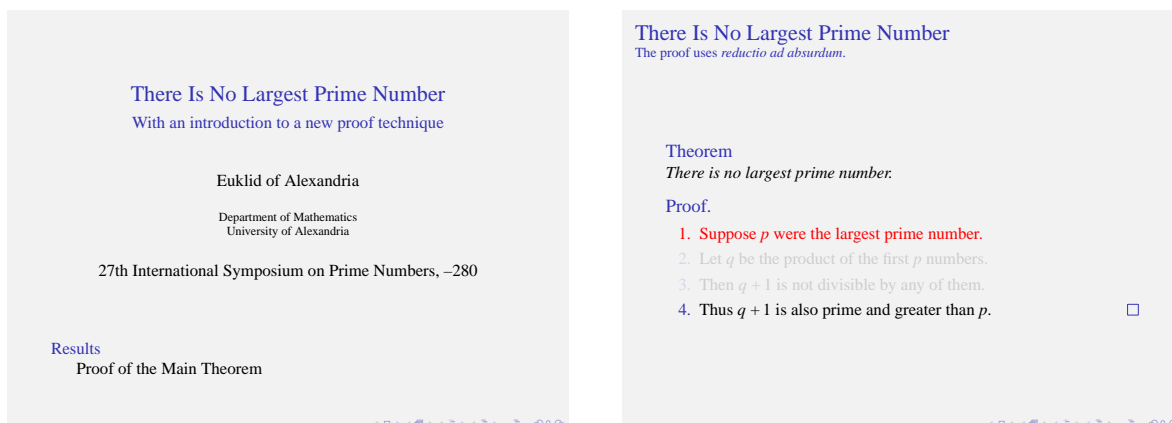 There Is No Largest Prime Number
With an introduction to a new proof technique
Euklid of Alexandria
Department of Mathematics
University of Alexandria
27th International Symposium on Prime Numbers, –280
Results
Proof of the Main Theorem
There Is No Largest Prime Number
The proof uses reductio ad absurdum.
Theorem
There is no largest prime number.
Proof.
1. Suppose p were the largest prime number.
2. Let q be the product of the first p numbers.
3. Then q + 1 is not divisible by any of them.
4. Thus q + 1 is also prime and greater than p.